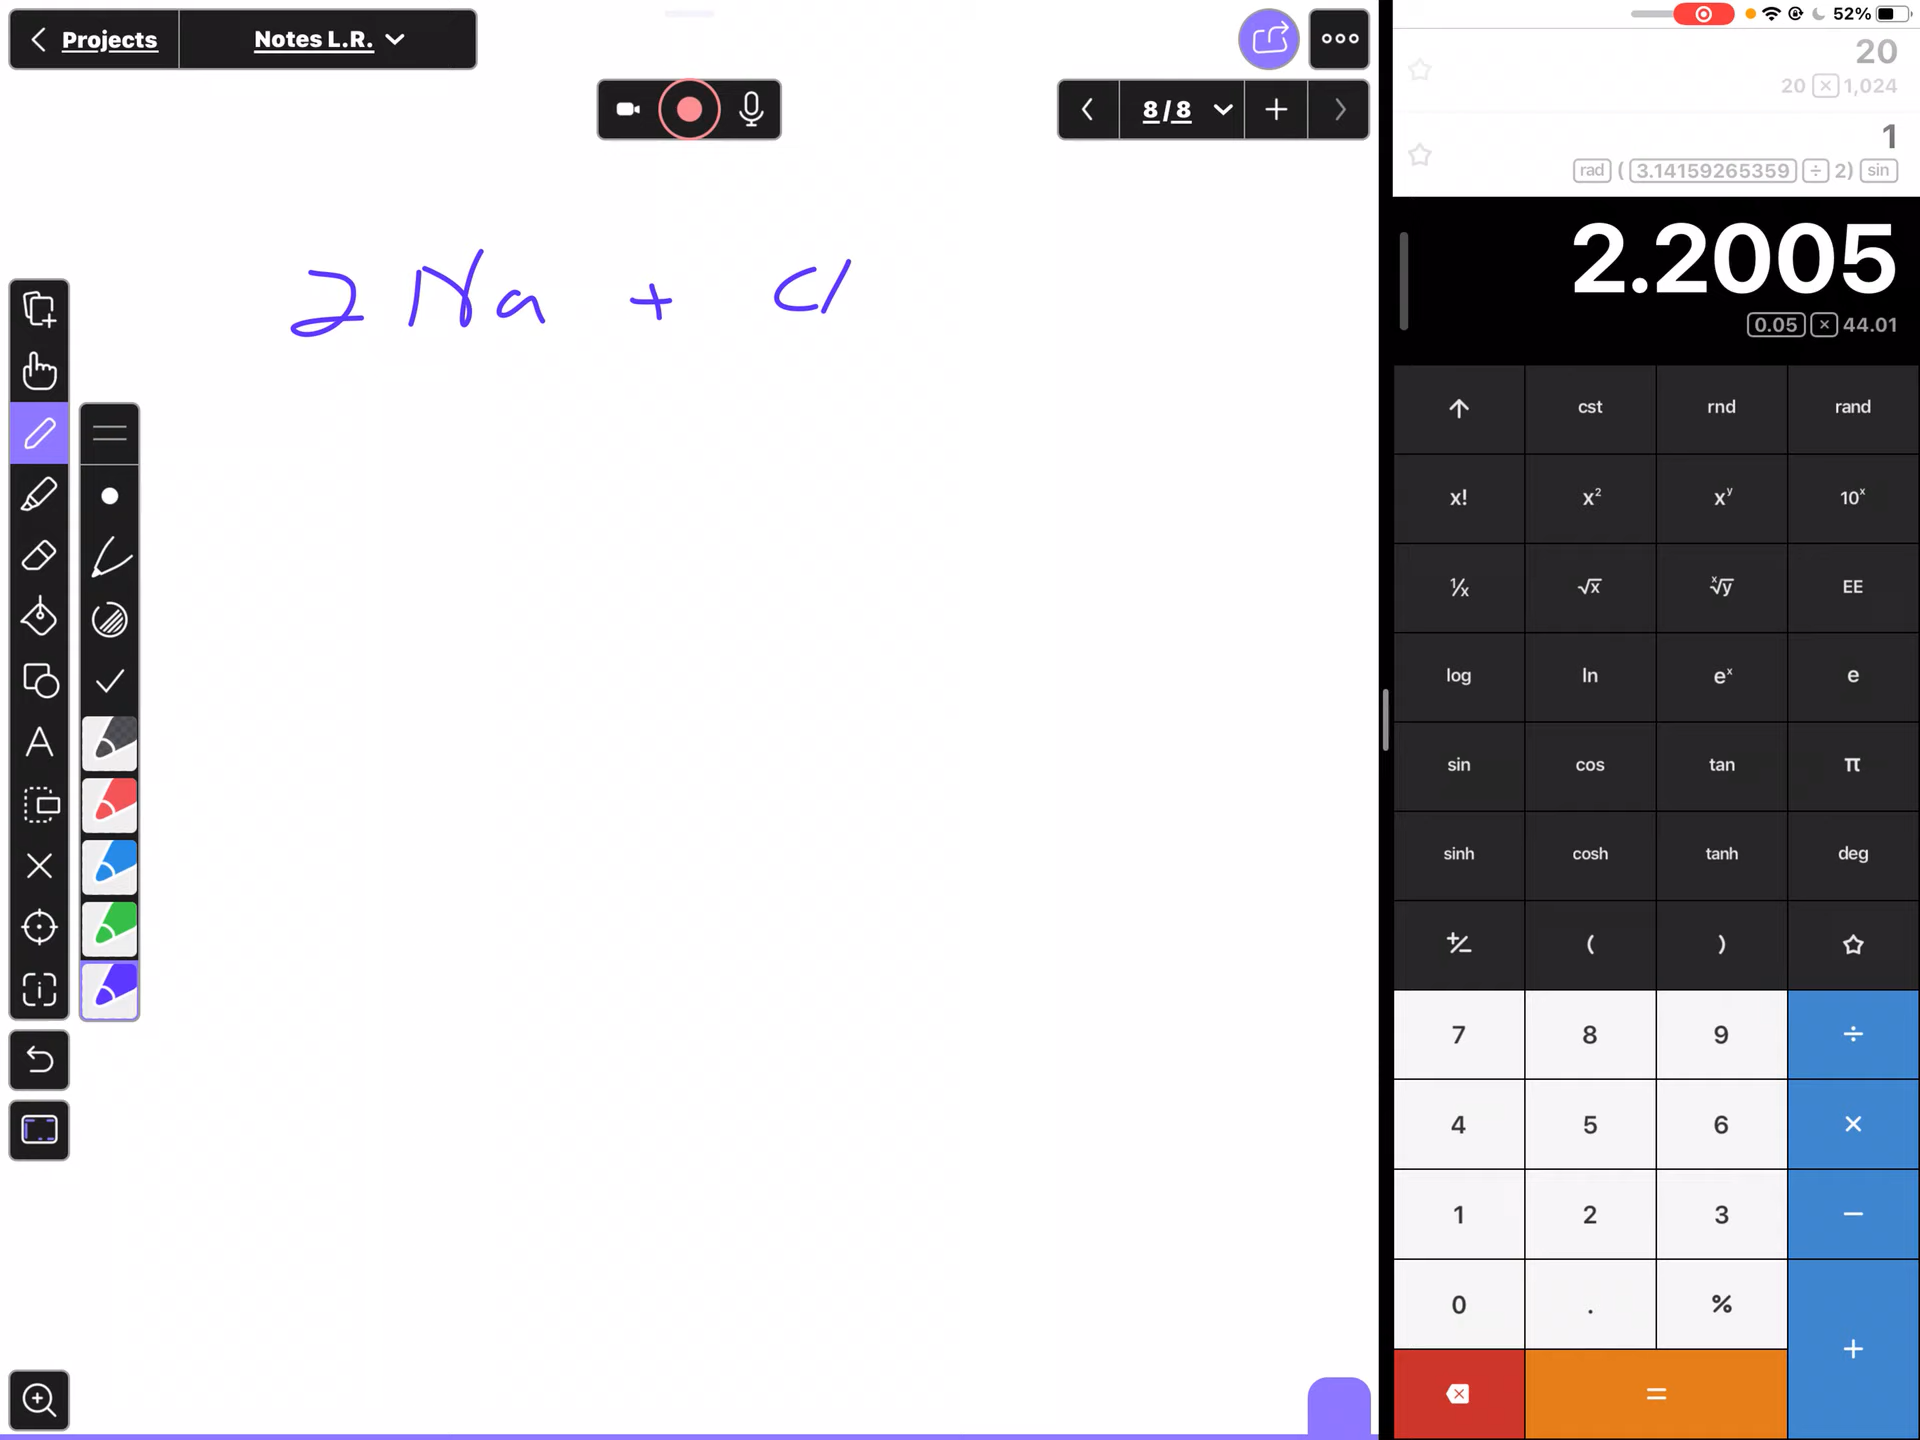 Projects
Notes L.R.
52%
8/8
20
20 × 1,024
1
rad ( 3.14159265359 ÷ 2) sin
2.2005
0.05 × 44.01
2 Na + Cl
cst rnd rand
x! x² xʸ 10ˣ
¹/x √x ˣ√y EE
log ln eˣ e
sin cos tan π
sinh cosh tanh deg
+/− ( )
7 8 9 ÷
4 5 6 ×
1 2 3 −
0 . % +
=
A